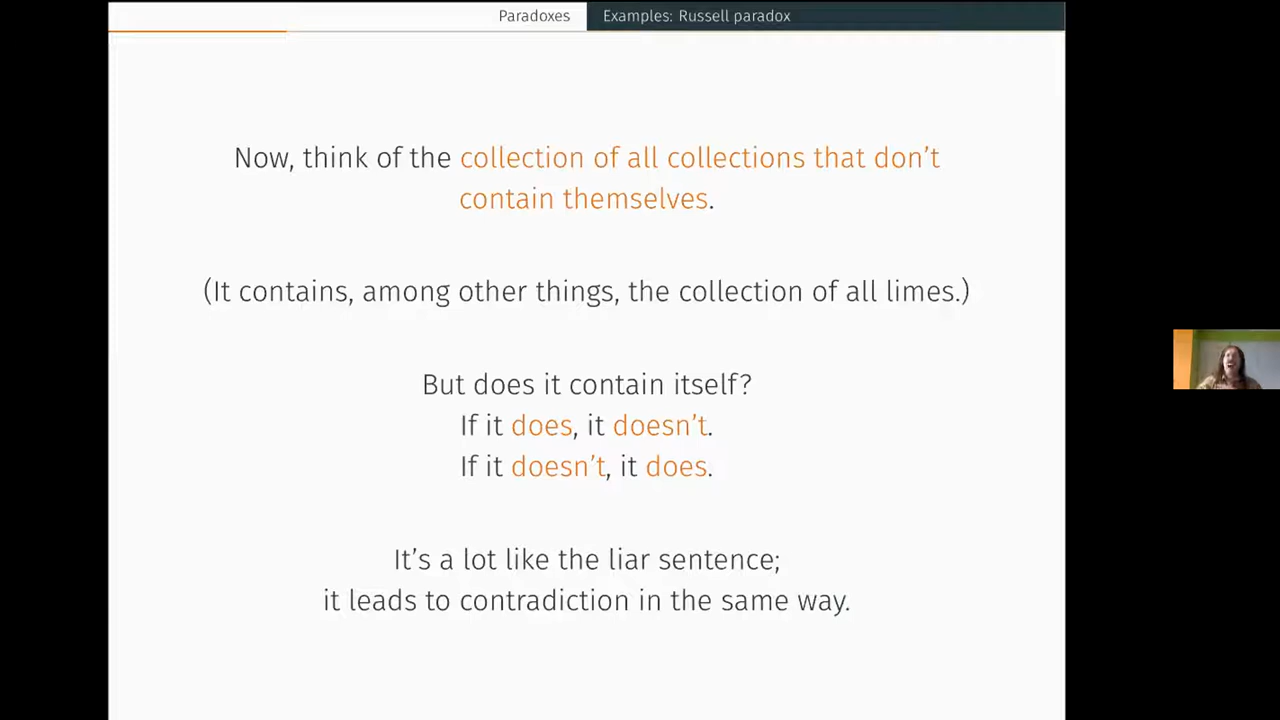 Paradoxes
Examples: Russell paradox
Now, think of the collection of all collections that don't
contain themselves.
(It contains, among other things, the collection of all limes.)
But does it contain itself?
If it does, it doesn't.
If it doesn't, it does.
It's a lot like the liar sentence;
it leads to contradiction in the same way.